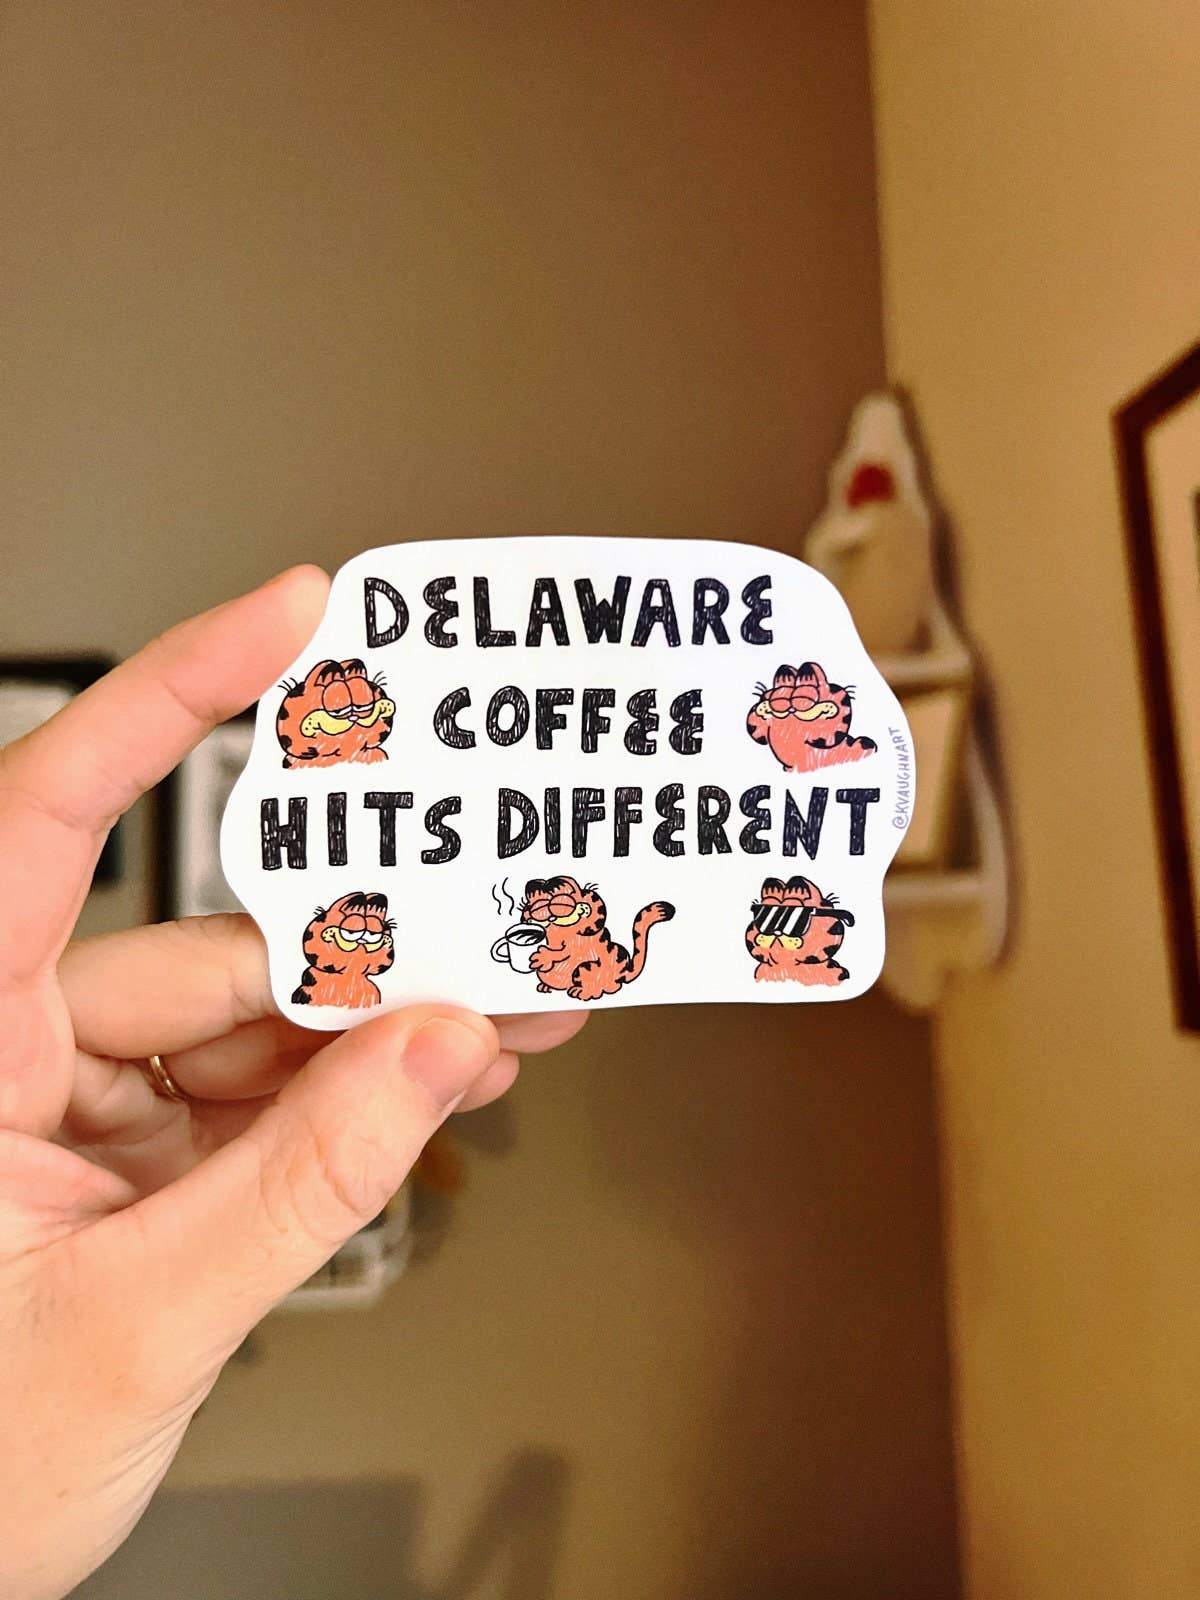 DELAWARE
COFFEE
HITS DIFFERENT
@KVAUGHNART